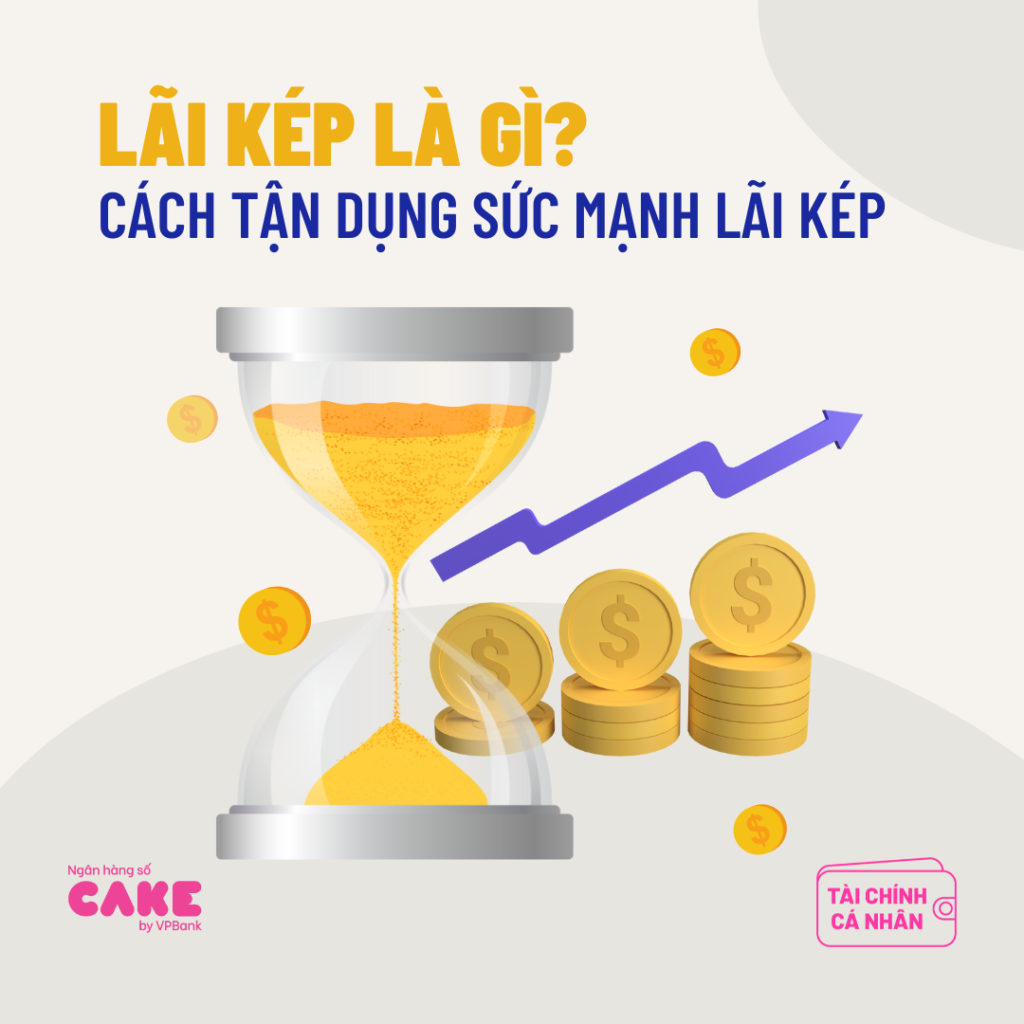 LÃI KÉP LÀ GÌ?
CÁCH TẬN DỤNG SỨC MẠNH LÃI KÉP
$
$
$
$
$
$
$
Ngân hàng số
CAKE
by VPBank
TÀI CHÍNH
CÁ NHÂN